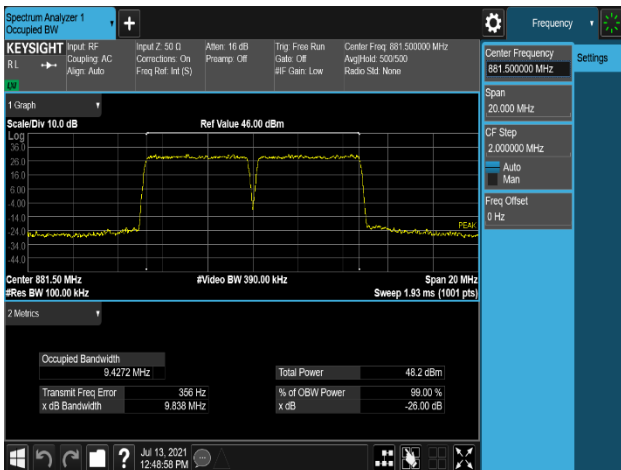 Spectrum Analyzer 1
Occupied BW
Frequency
KEYSIGHT
RL
LW
Input: RF
Coupling: AC
Align: Auto
Input Z: 50 Ω
Corrections: On
Freq Ref: Int (S)
Atten: 16 dB
Preamp: Off
Trig: Free Run
Gate: Off
#IF Gain: Low
Center Freq: 881.500000 MHz
Avg|Hold: 500/500
Radio Std: None
Center Frequency
881.500000 MHz
Settings
Span
20.000 MHz
CF Step
2.000000 MHz
Auto
Man
Freq Offset
0 Hz
1 Graph
Scale/Div 10.0 dB
Ref Value 46.00 dBm
Log
36.0
26.0
16.0
6.00
-4.00
-14.0
-24.0
-34.0
-44.0
PEAK
Center 881.50 MHz
#Video BW 390.00 kHz
Span 20 MHz
#Res BW 100.00 kHz
Sweep 1.93 ms (1001 pts)
2 Metrics
Occupied Bandwidth
9.4272 MHz
Total Power
48.2 dBm
Transmit Freq Error
356 Hz
% of OBW Power
99.00 %
x dB Bandwidth
9.838 MHz
x dB
-26.00 dB
?
Jul 13, 2021
12:48:58 PM